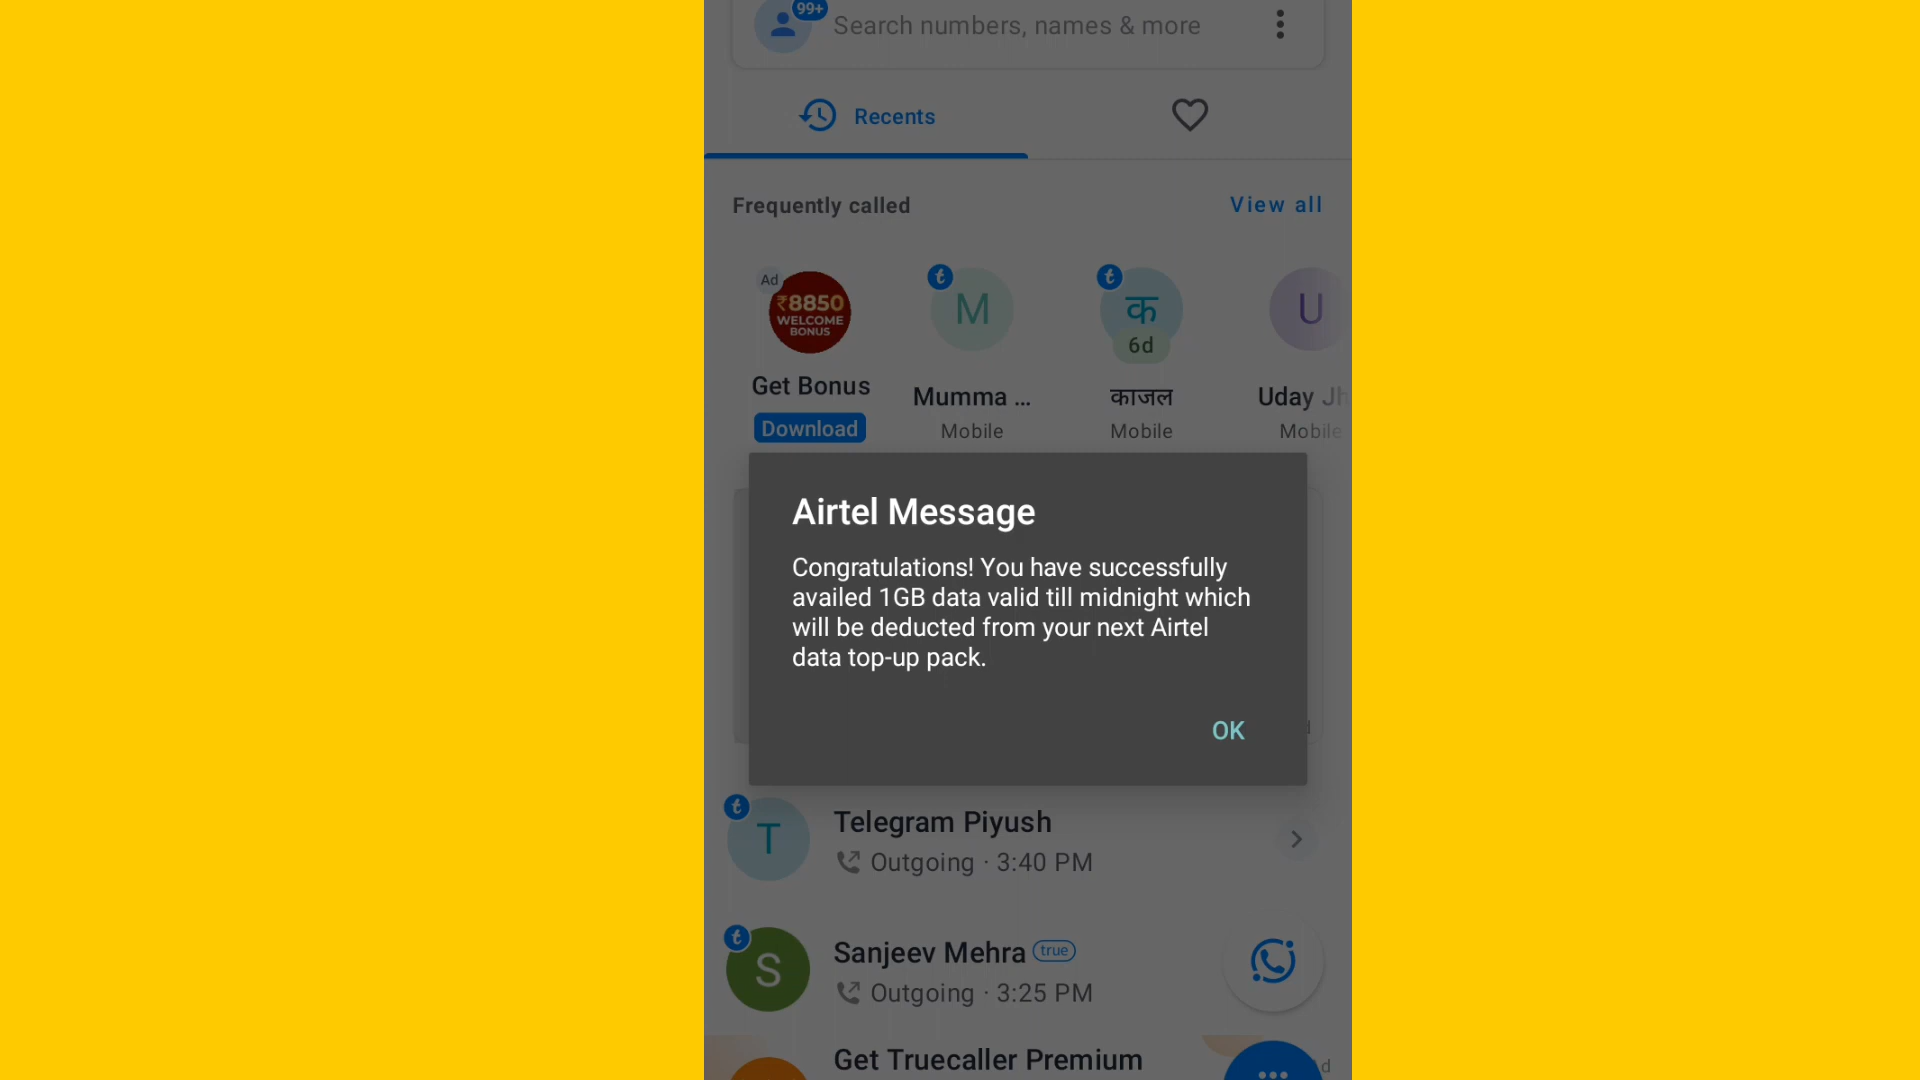 99+
Search numbers, names & more
Recents
Frequently called
View all
Ad
₹8850
WELCOME
BONUS
M
क
U
6d
Get Bonus
Mumma ...
काजल
Uday Jh
Download
Mobile
Mobile
Mobile
Airtel Message
Congratulations! You have successfully
availed 1GB data valid till midnight which
will be deducted from your next Airtel
data top-up pack.
OK
T
Telegram Piyush
Outgoing · 3:40 PM
S
Sanjeev Mehra true
Outgoing · 3:25 PM
Get Truecaller Premium